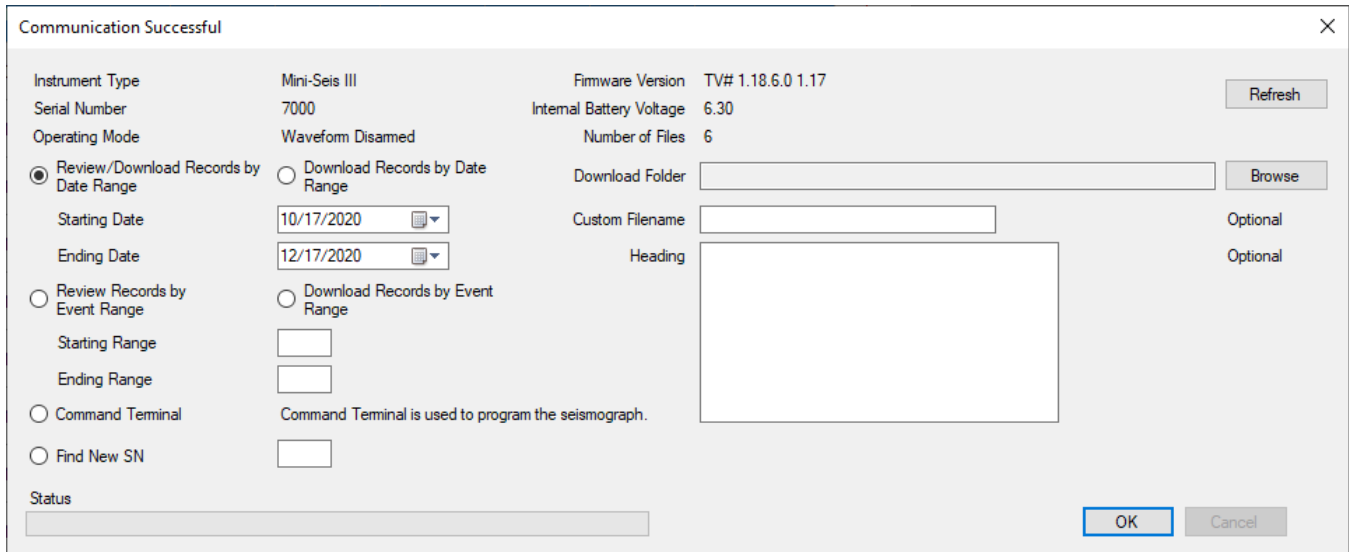 Communication Successful
Instrument Type Mini-Seis III Firmware Version TV# 1.18.6.0 1.17
Refresh
Serial Number 7000 Internal Battery Voltage 6.30
Operating Mode Waveform Disarmed Number of Files 6
Review/Download Records by
Date Range
Download Records by Date
Range
Download Folder
Browse
Starting Date 10/17/2020 Custom Filename Optional
Ending Date 12/17/2020 Heading Optional
Review Records by
Event Range
Download Records by Event
Range
Starting Range
Ending Range
Command Terminal Command Terminal is used to program the seismograph.
Find New SN
Status
OK Cancel